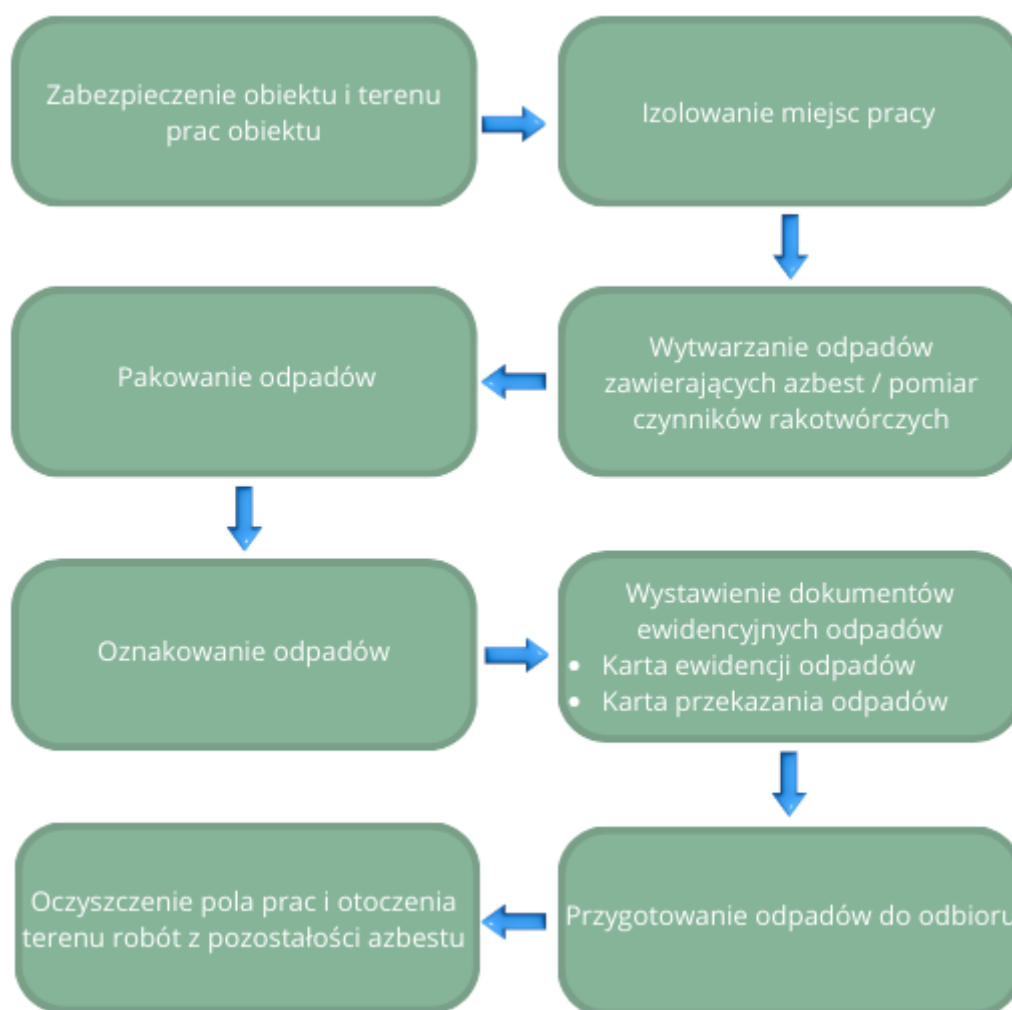 Zabezpieczenie obiektu i terenu
prac obiektu
Izolowanie miejsc pracy
Wytwarzanie odpadów
zawierających azbest / pomiar
czynników rakotwórczych
Pakowanie odpadów
Oznakowanie odpadów
Wystawienie dokumentów
ewidencyjnych odpadów
• Karta ewidencji odpadów
• Karta przekazania odpadów
Przygotowanie odpadów do odbioru
Oczyszczenie pola prac i otoczenia
terenu robót z pozostałości azbestu